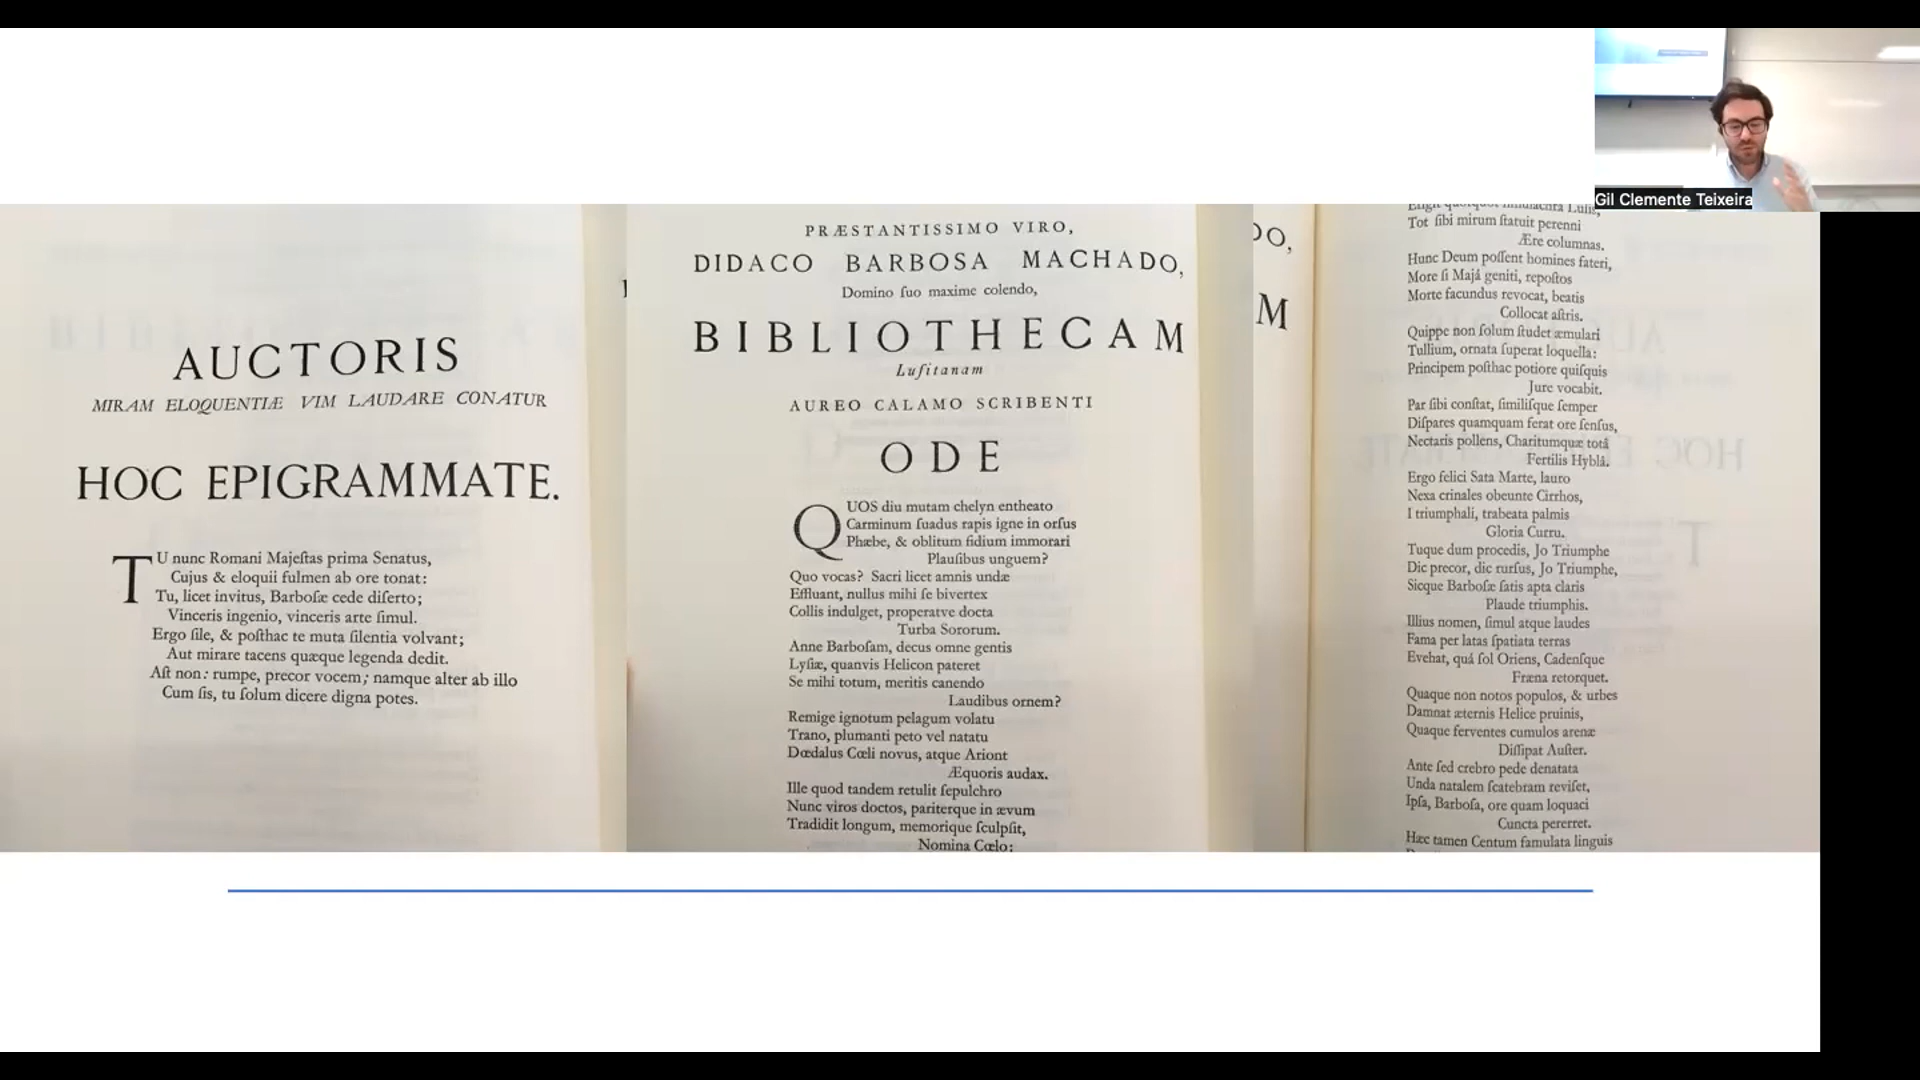 AUCTORIS
MIRAM ELOQUENTIÆ VIM LAUDARE CONATUR
HOC EPIGRAMMATE.
TU nunc Romani Majeſtas prima Senatus,
Cujus & eloquii fulmen ab ore tonat:
Tu, licet invitus, Barboſæ cede diſerto;
Vinceris ingenio, vinceris arte ſimul.
Ergo ſile, & poſthac te muta ſilentia volvant;
Aut mirare tacens quæque legenda dedit.
Aſt non: rumpe, precor vocem; namque alter ab illo
Cum ſis, tu ſolum dicere digna potes.
PRÆSTANTISSIMO VIRO,
DIDACO BARBOSA MACHADO,
Domino ſuo maxime colendo,
BIBLIOTHECAM
Luſitanam
AUREO CALAMO SCRIBENTI
ODE
QUOS diu mutam chelyn entheato
Carminum ſuadus rapis igne in orſus
Phæbe, & oblitum fidium immorari
Plauſibus unguem?
Quo vocas? Sacri licet amnis undæ
Effluant, nullus mihi ſe bivertex
Collis indulget, properatve docta
Turba Sororum.
Anne Barboſam, decus omne gentis
Lyſiæ, quanvis Helicon pateret
Se mihi totum, meritis canendo
Laudibus ornem?
Remige ignotum pelagum volatu
Trano, plumanti peto vel natatu
Dœdalus Cœli novus, atque Ariont
Æquoris audax.
Ille quod tandem retulit ſepulchro
Nunc viros doctos, pariterque in ævum
Tradidit longum, memorique ſculpſit,
Nomina Cœlo:
DO,
M
Tot ſibi mirum ſtatuit perenni
Ære columnas.
Hunc Deum poſſent homines fateri,
More ſi Majâ geniti, repoſtos
Morte facundus revocat, beatis
Collocat aſtris.
Quippe non ſolum ſtudet æmulari
Tullium, ornata ſuperat loquella:
Principem poſthac potiore quiſquis
Jure vocabit.
Par ſibi conſtat, ſimiliſque ſemper
Diſpares quamquam ferat ore ſenſus,
Nectaris pollens, Charitumquæ totâ
Fertilis Hyblâ.
Ergo felici Sata Marte, lauro
Nexa crinales obeunte Cirrhos,
I triumphali, trabeata palmis
Gloria Curru.
Tuque dum procedis, Jo Triumphe
Dic precor, dic rurſus, Jo Triumphe,
Sicque Barboſæ ſatis apta claris
Plaude triumphis.
Illius nomen, ſimul atque laudes
Fama per latas ſpatiata terras
Evehat, quá ſol Oriens, Cadenſque
Fræna retorquet.
Quaque non notos populos, & urbes
Damnat æternis Helice pruinis,
Quaque ferventes cumulos arenæ
Diſſipat Auſter.
Ante ſed crebro pede denatata
Unda natalem ſcatebram reviſet,
Ipſa, Barboſa, ore quam loquaci
Cuncta pererret.
Hæc tamen Centum famulata linguis
Gil Clemente Teixeira